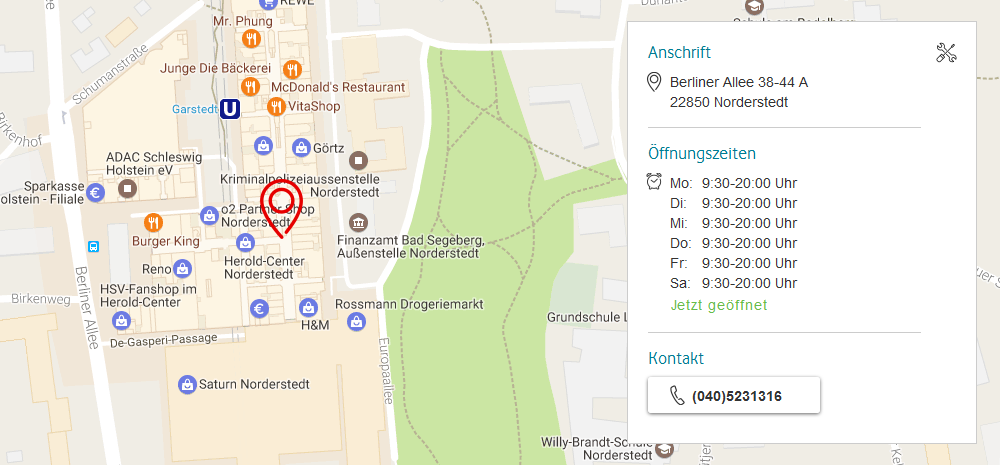 REWE
Mr. Phung
Schumanstraße
Junge Die Bäckerei
McDonald's Restaurant
VitaShop
Garstedt
U
Birkenhof
Görtz
ADAC Schleswig
Holstein eV
Kriminalpolizeiaussenstelle
Norderstedt
Sparkasse
Holstein - Filiale
o2 Partner Shop
Norderstedt
Burger King
Finanzamt Bad Segeberg,
Außenstelle Norderstedt
Herold-Center
Norderstedt
Reno
HSV-Fanshop im
Herold-Center
Birkenweg
Berliner Allee
Rossmann Drogeriemarkt
H&M
De-Gasperi-Passage
Europaallee
Saturn Norderstedt
Grundschule L
Willy-Brandt-Schule
Norderstedt
Anschrift
Berliner Allee 38-44 A
22850 Norderstedt
Öffnungszeiten
Mo: 9:30-20:00 Uhr
Di: 9:30-20:00 Uhr
Mi: 9:30-20:00 Uhr
Do: 9:30-20:00 Uhr
Fr: 9:30-20:00 Uhr
Sa: 9:30-20:00 Uhr
Jetzt geöffnet
Kontakt
(040)5231316